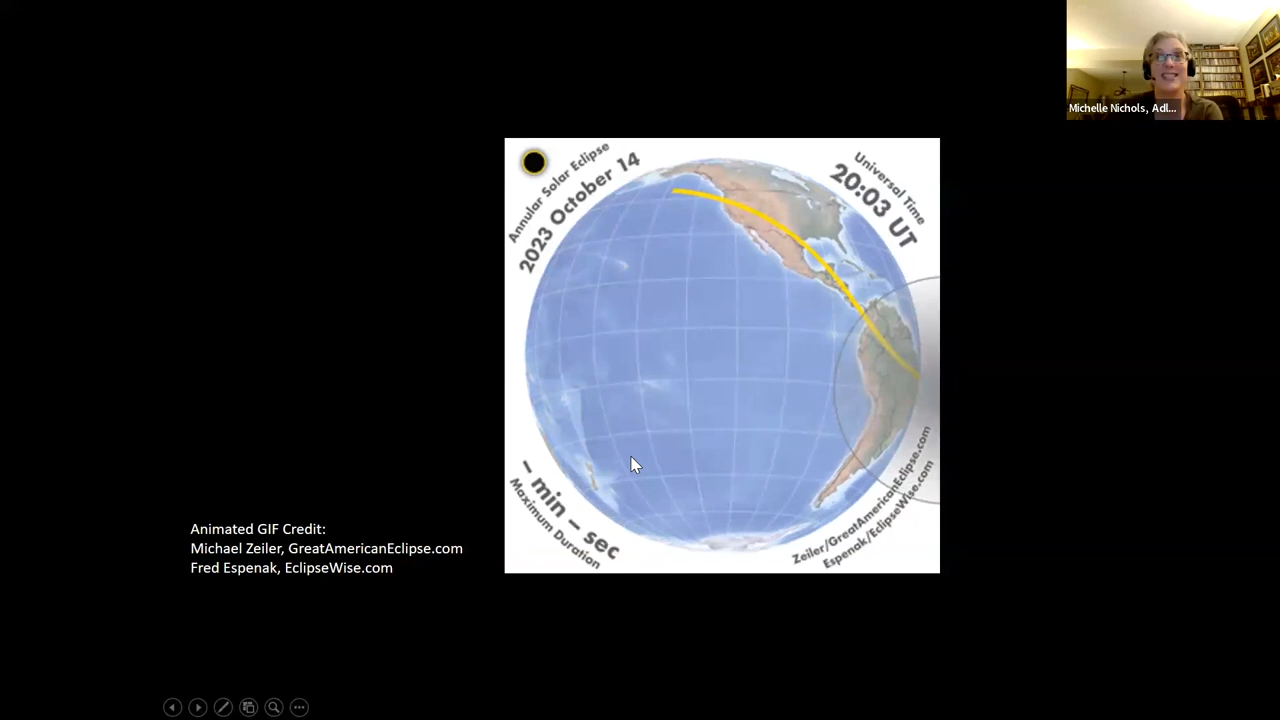 Michelle Nichols, Adl...
Annular Solar Eclipse
2023 October 14
Universal Time
20:03 UT
– min – sec
Maximum Duration
Zeiler/GreatAmericanEclipse.com
Espenak/EclipseWise.com
Animated GIF Credit:
Michael Zeiler, GreatAmericanEclipse.com
Fred Espenak, EclipseWise.com